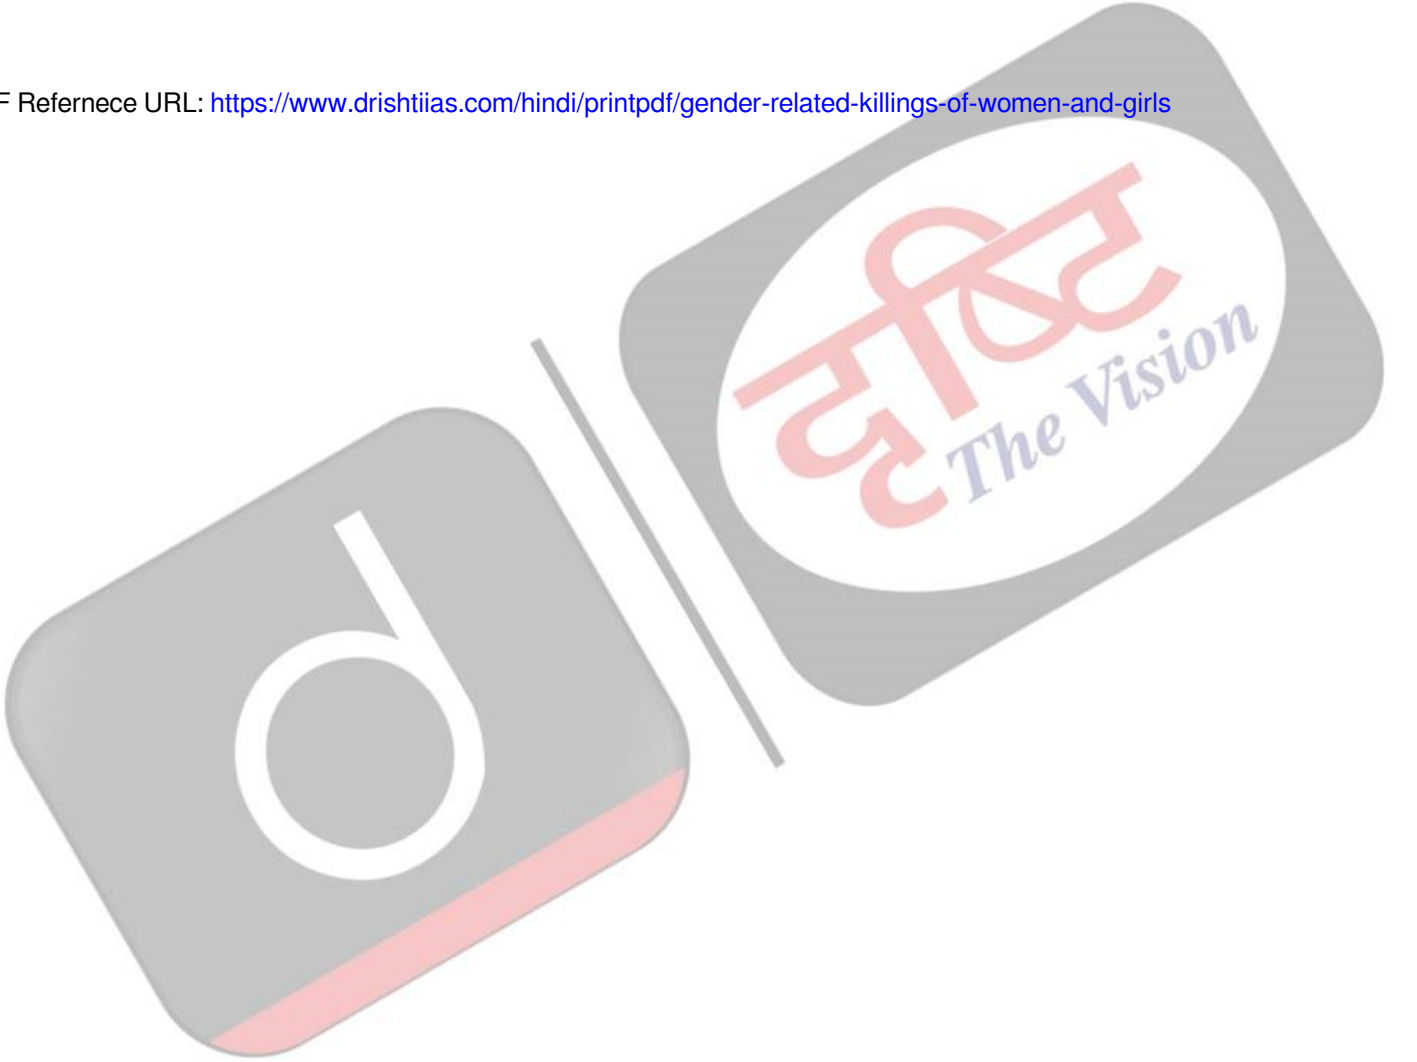 F Refernece URL: https://www.drishtiias.com/hindi/printpdf/gender-related-killings-of-women-and-girls
दृष्टि
The Vision
d